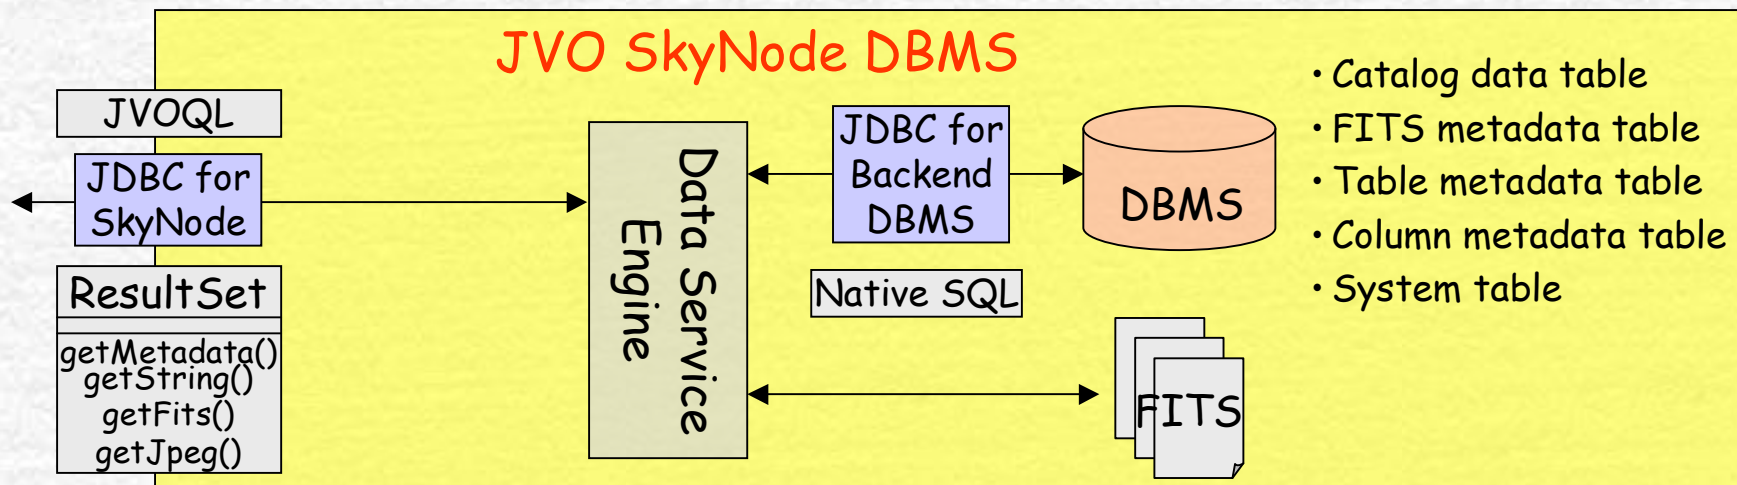 JVO SkyNode DBMS
JVOQL
JDBC for
SkyNode
ResultSet
getMetadata()
getString()
getFits()
getJpeg()
Data Service
Engine
JDBC for
Backend
DBMS
Native SQL
DBMS
FITS
• Catalog data table
• FITS metadata table
• Table metadata table
• Column metadata table
• System table